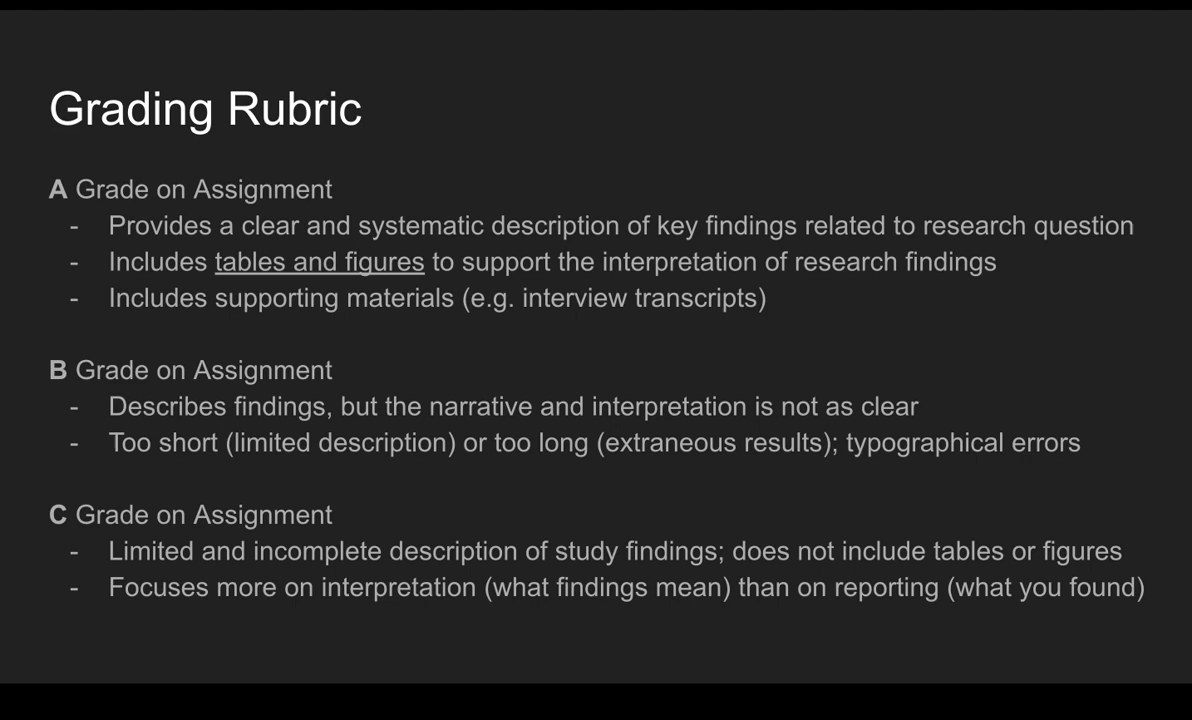 Grading Rubric
A Grade on Assignment
- Provides a clear and systematic description of key findings related to research question
- Includes tables and figures to support the interpretation of research findings
- Includes supporting materials (e.g. interview transcripts)
B Grade on Assignment
- Describes findings, but the narrative and interpretation is not as clear
- Too short (limited description) or too long (extraneous results); typographical errors
C Grade on Assignment
- Limited and incomplete description of study findings; does not include tables or figures
- Focuses more on interpretation (what findings mean) than on reporting (what you found)